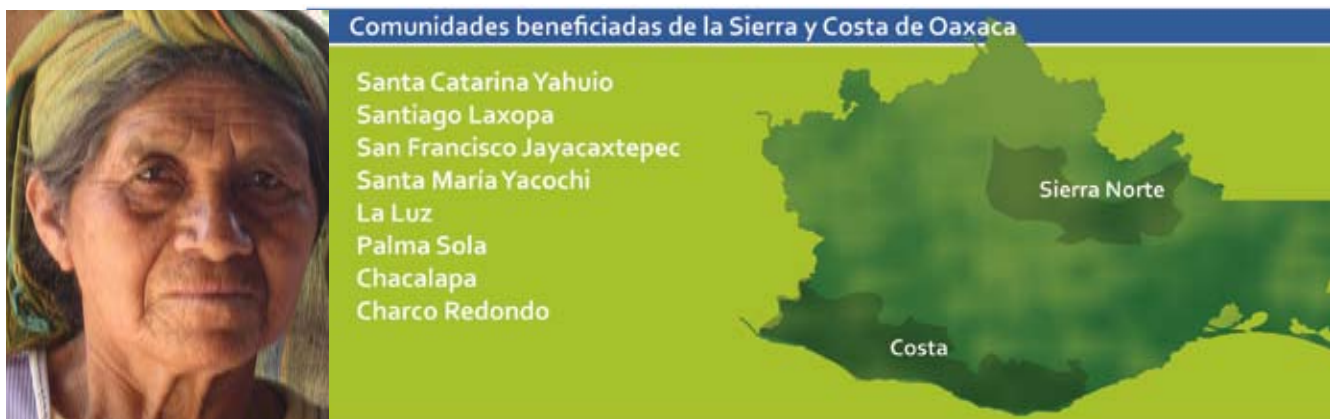 Comunidades beneficiadas de la Sierra y Costa de Oaxaca
Santa Catarina Yahuio
Santiago Laxopa
San Francisco Jayacaxtepec
Santa María Yacochi
La Luz
Palma Sola
Chacalapa
Charco Redondo
Sierra Norte
Costa